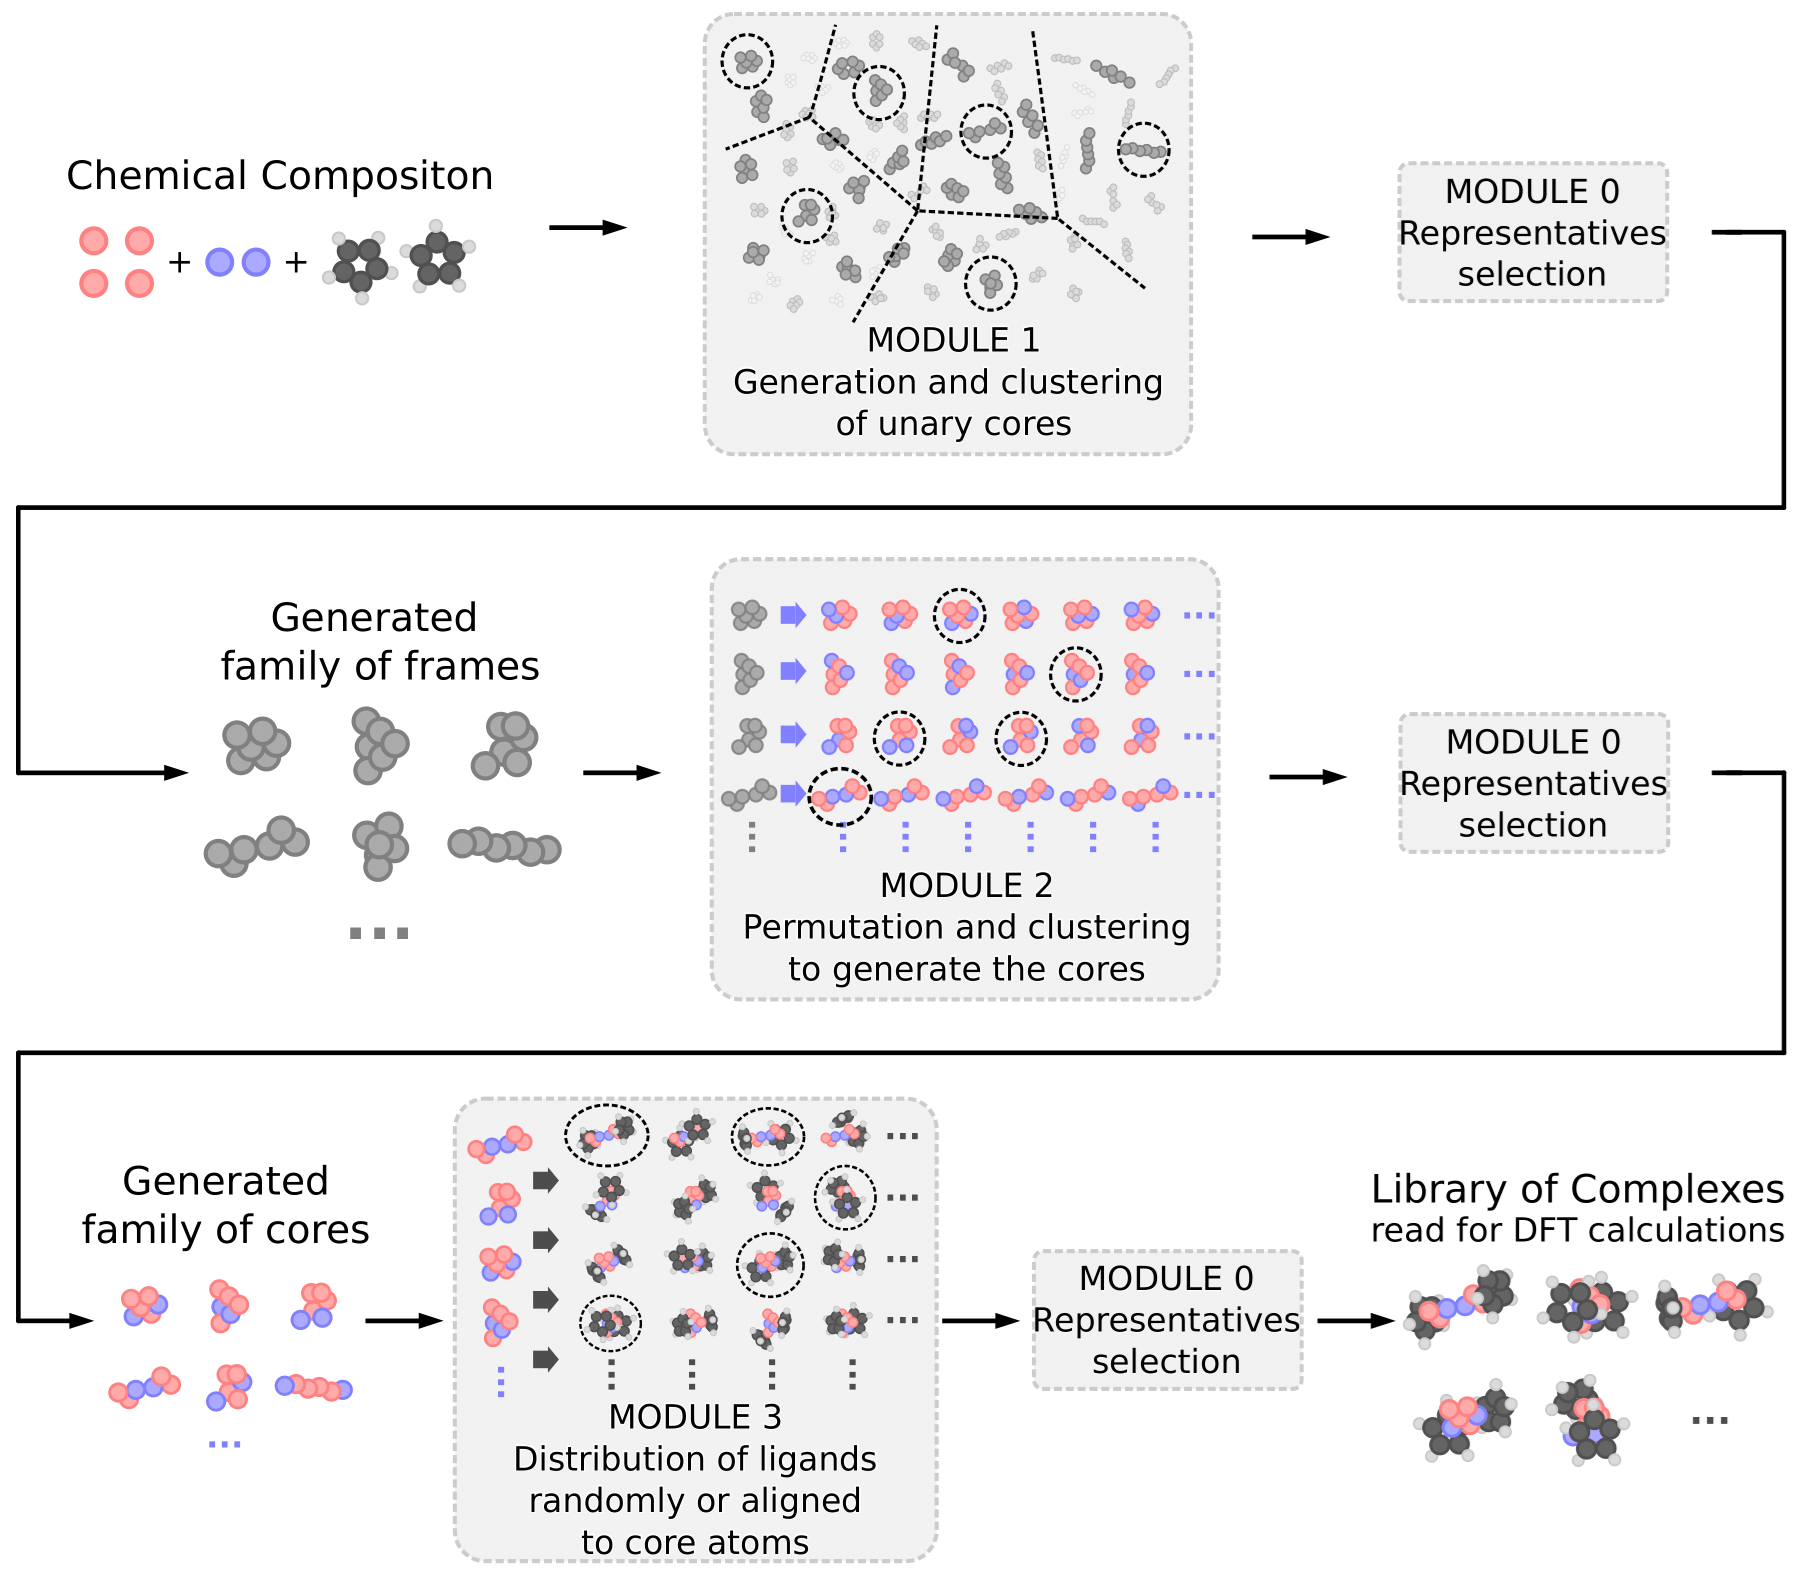 Chemical Compositon
+
+
MODULE 1
Generation and clustering
of unary cores
MODULE 0
Representatives
selection
Generated
family of frames
...
MODULE 2
Permutation and clustering
to generate the cores
MODULE 0
Representatives
selection
Generated
family of cores
...
MODULE 3
Distribution of ligands
randomly or aligned
to core atoms
MODULE 0
Representatives
selection
Library of Complexes
read for DFT calculations
...